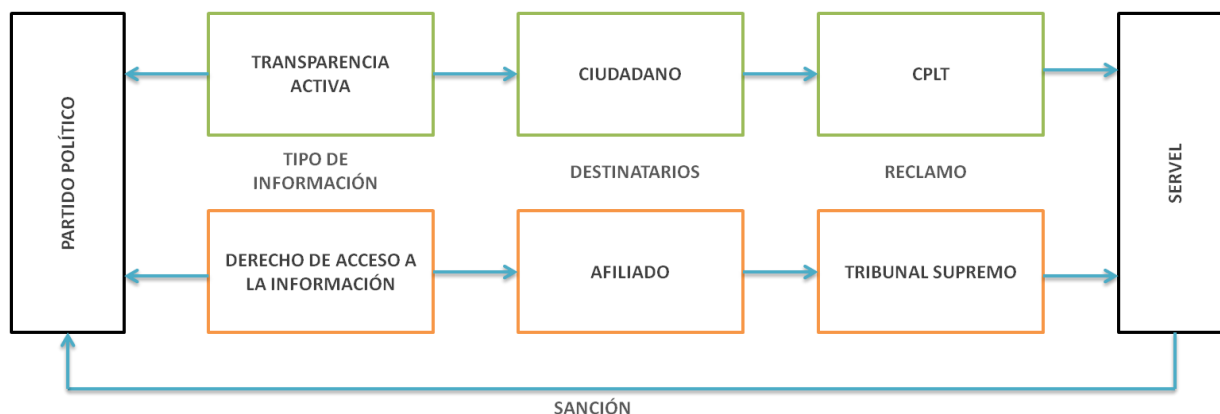 PARTIDO POLÍTICO
TRANSPARENCIA
ACTIVA
CIUDADANO
CPLT
SERVEL
TIPO DE
INFORMACIÓN
DESTINATARIOS
RECLAMO
DERECHO DE ACCESO A
LA INFORMACIÓN
AFILIADO
TRIBUNAL SUPREMO
SANCIÓN